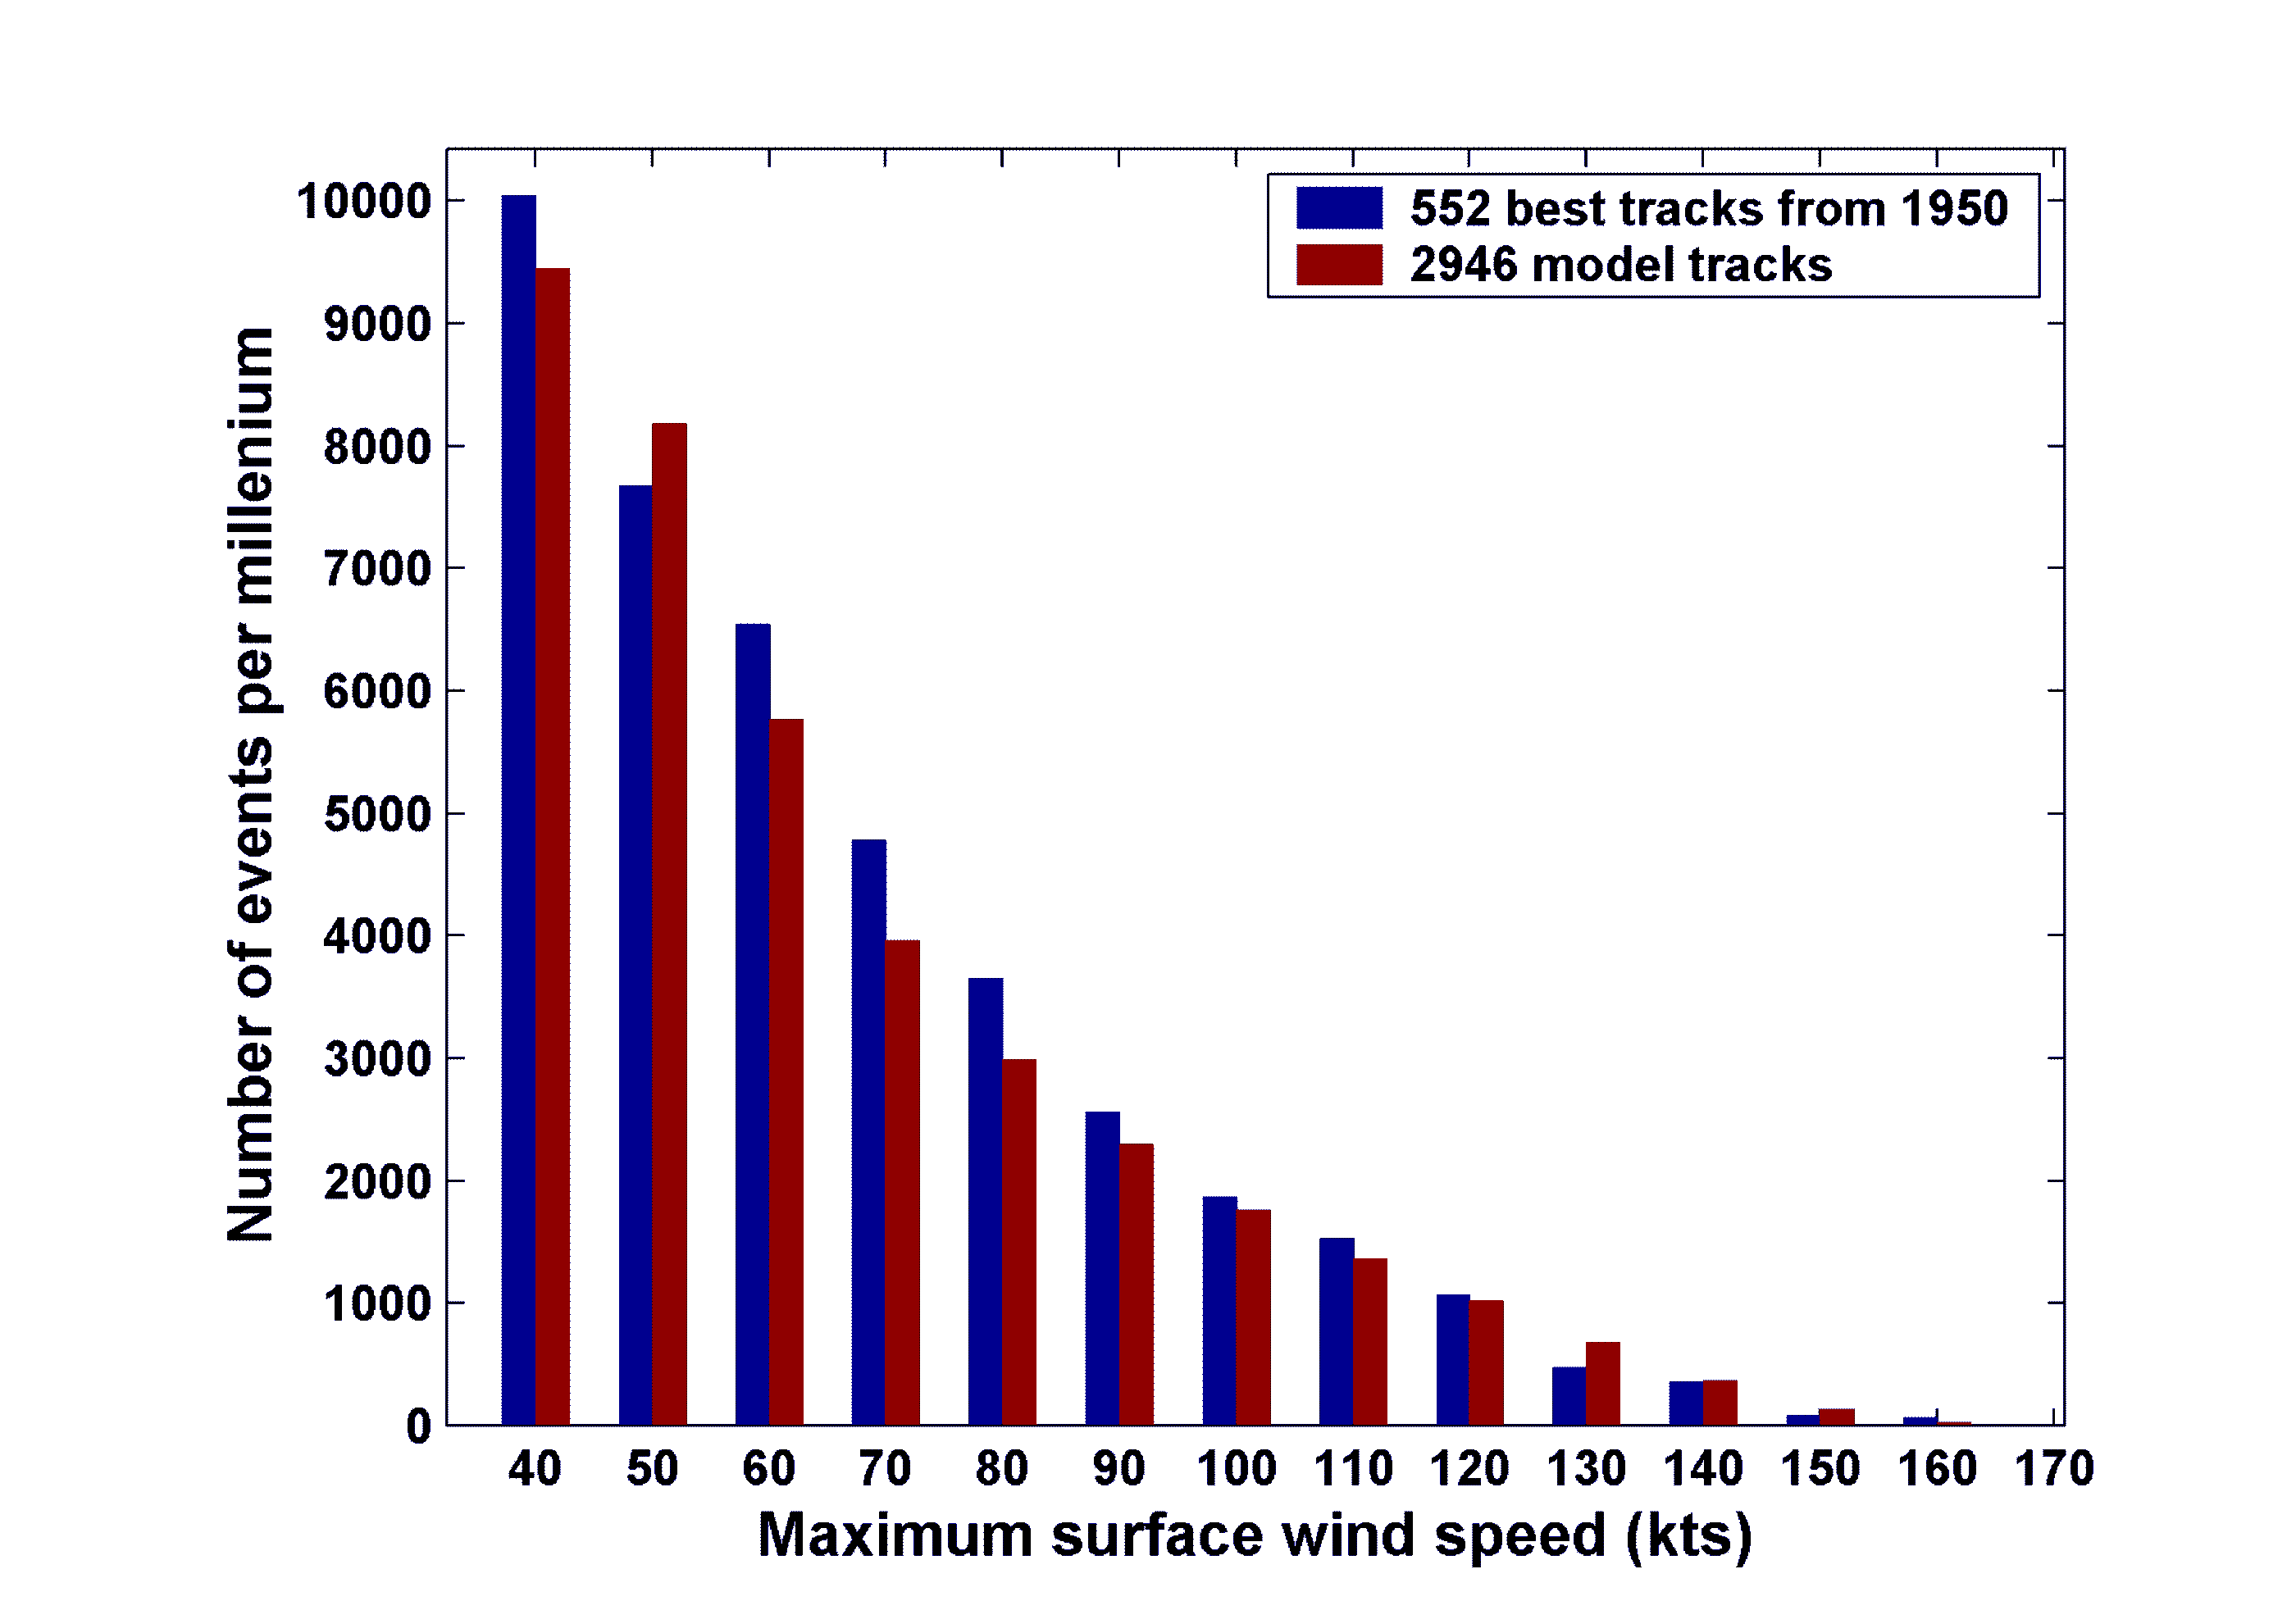 552 best tracks from 1950
2946 model tracks
10000
9000
8000
7000
6000
5000
4000
3000
2000
1000
0
Number of events per millenium
40 50 60 70 80 90 100 110 120 130 140 150 160 170
Maximum surface wind speed (kts)